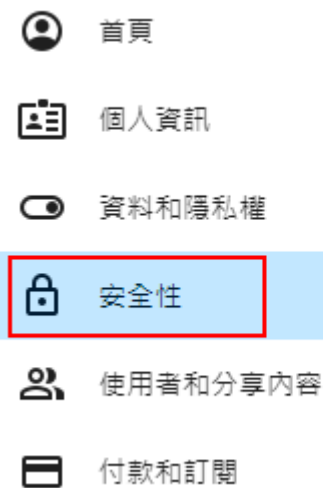 首頁
個人資訊
資料和隱私權
安全性
使用者和分享內容
付款和訂閱